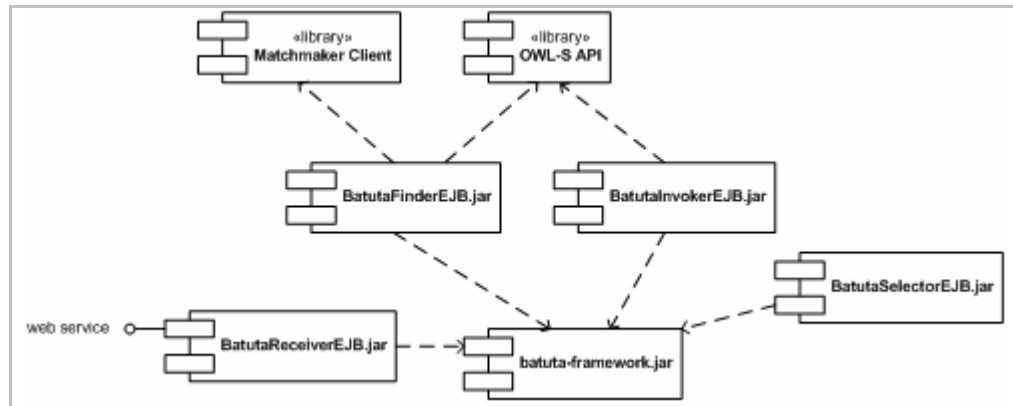 «library»
Matchmaker Client
«library»
OWL-S API
BatutaFinderEJB.jar
BatutaInvokerEJB.jar
BatutaSelectorEJB.jar
web service
BatutaReceiverEJB.jar
batuta-framework.jar